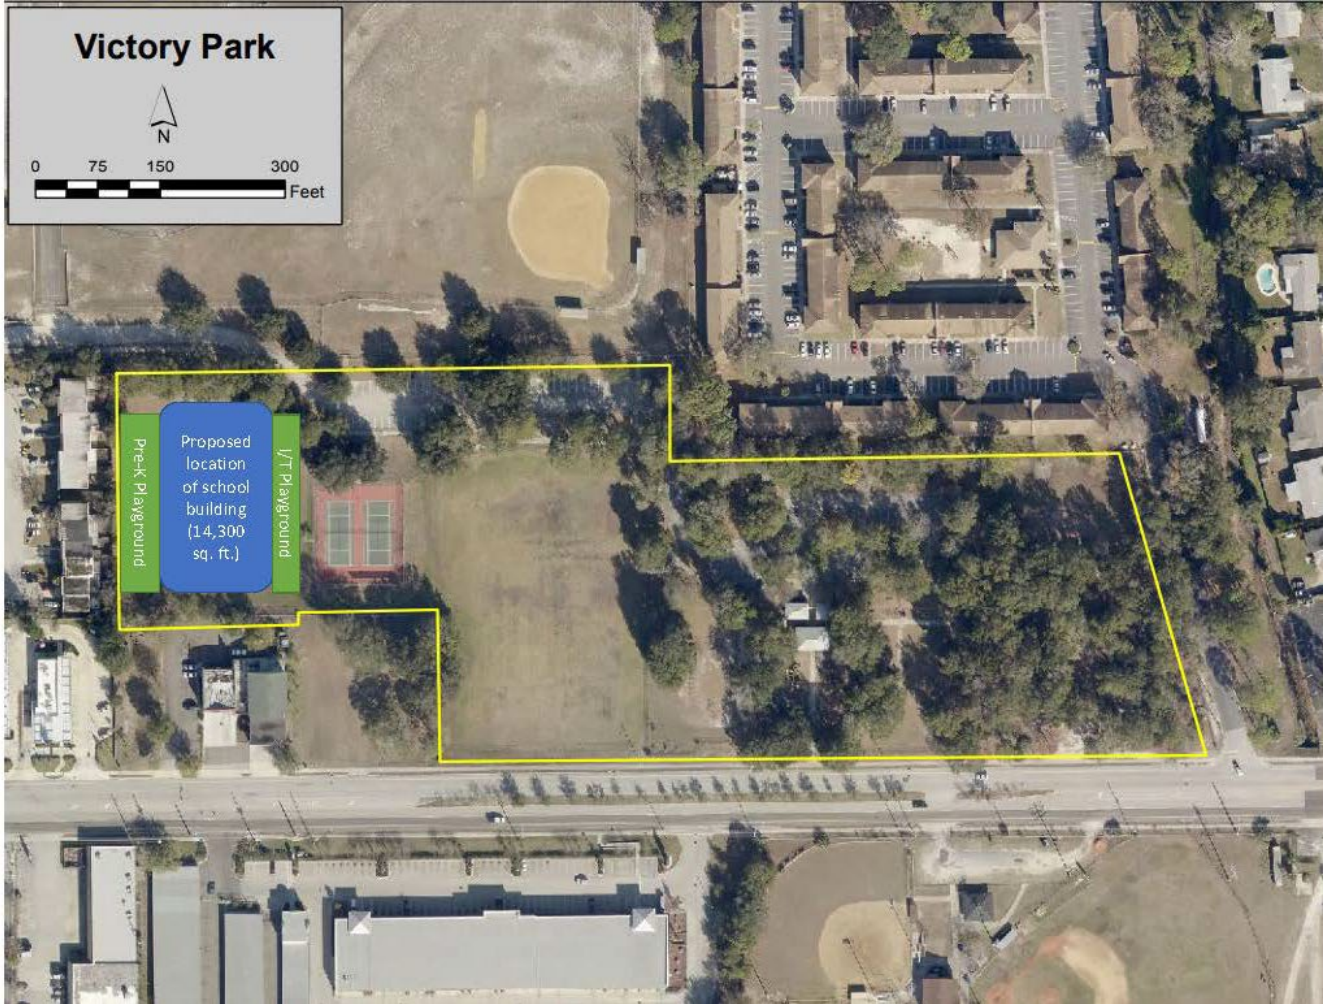 Victory Park
N
0 75 150 300
Feet
Pre-K Playground
Proposed
location
of school
building
(14,300
sq. ft.)
I/T Playground